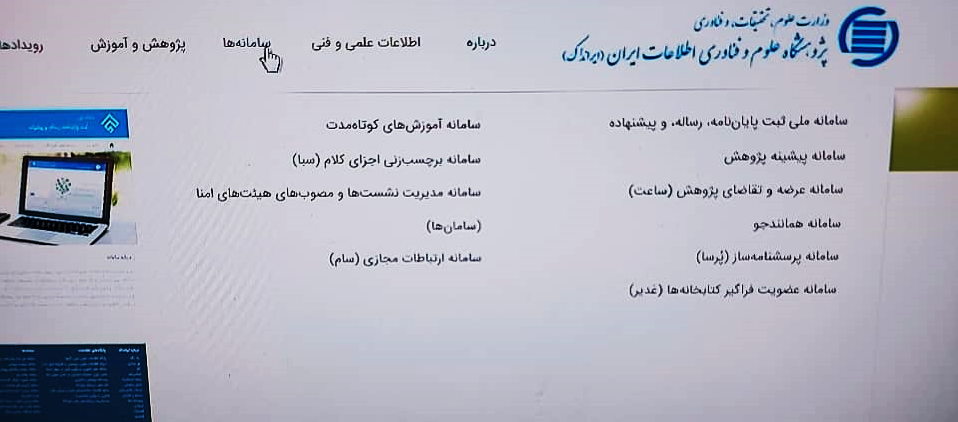 وزارت علوم، تحقیقات، و فناوری
پژوهشگاه علوم و فناوری اطلاعات ایران (ایرانداک)
درباره
اطلاعات علمی و فنی
سامانه‌ها
پژوهش و آموزش
رویدادها
سامانه ملی ثبت پایان‌نامه، رساله، و پیشنهاده
سامانه پیشینه پژوهش
سامانه عرضه و تقاضای پژوهش (ساعت)
سامانه همانندجو
سامانه پرسشنامه‌ساز (پُرسا)
سامانه عضویت فراگیر کتابخانه‌ها (غدیر)
سامانه آموزش‌های کوتاه‌مدت
سامانه برچسب‌زنی اجزای کلام (سبا)
سامانه مدیریت نشست‌ها و مصوب‌های هیئت‌های امنا
(سامان‌ها)
سامانه ارتباطات مجازی (سام)